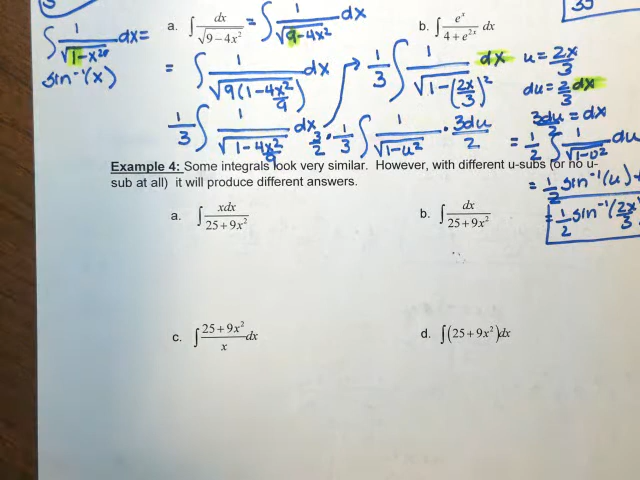 ∫ 1/√(1-x²) dx =
sin⁻¹(x)
a. ∫ dx/√(9-4x²) = ∫ 1/√(9-4x²) dx
b. ∫ eˣ/(4+e²ˣ) dx
= ∫ 1/√(9(1-4x²/9)) dx
1/3 ∫ 1/√(1-4x²/9) dx
1/3 ∫ 1/√(1-(2x/3)²) dx
u = 2x/3
du = 2/3 dx
3du/2 = dx
3/2 · 1/3 ∫ 1/√(1-u²) · 3du/2
= 1/2 ∫ 1/√(1-u²) du
= 1/2 sin⁻¹(u) +
= 1/2 sin⁻¹(2x/3
Example 4: Some integrals look very similar. However, with different u-subs (or no u-
sub at all) it will produce different answers.
a. ∫ xdx/(25+9x²)
b. ∫ dx/(25+9x²)
c. ∫ (25+9x²)/x dx
d. ∫(25+9x²)dx